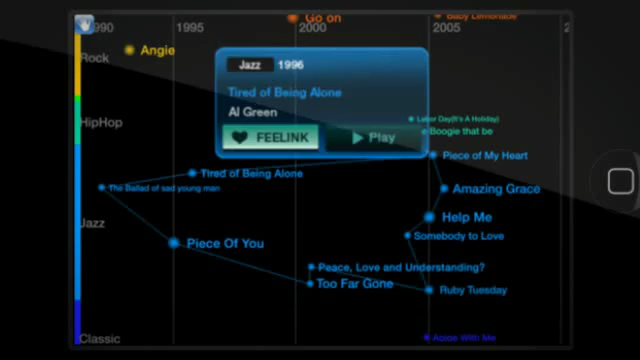 Go on
Baby Lemonade
1990
1995
2000
2005
2
Angie
Rock
Jazz 1996
Tired of Being Alone
Al Green
FEELINK
Play
HipHop
Labor Day(It's A Holiday)
Boogie that be
Piece of My Heart
Tired of Being Alone
The Ballad of sad young man
Amazing Grace
Jazz
Help Me
Somebody to Love
Piece Of You
Peace, Love and Understanding?
Too Far Gone
Ruby Tuesday
Classic
Abide With Me